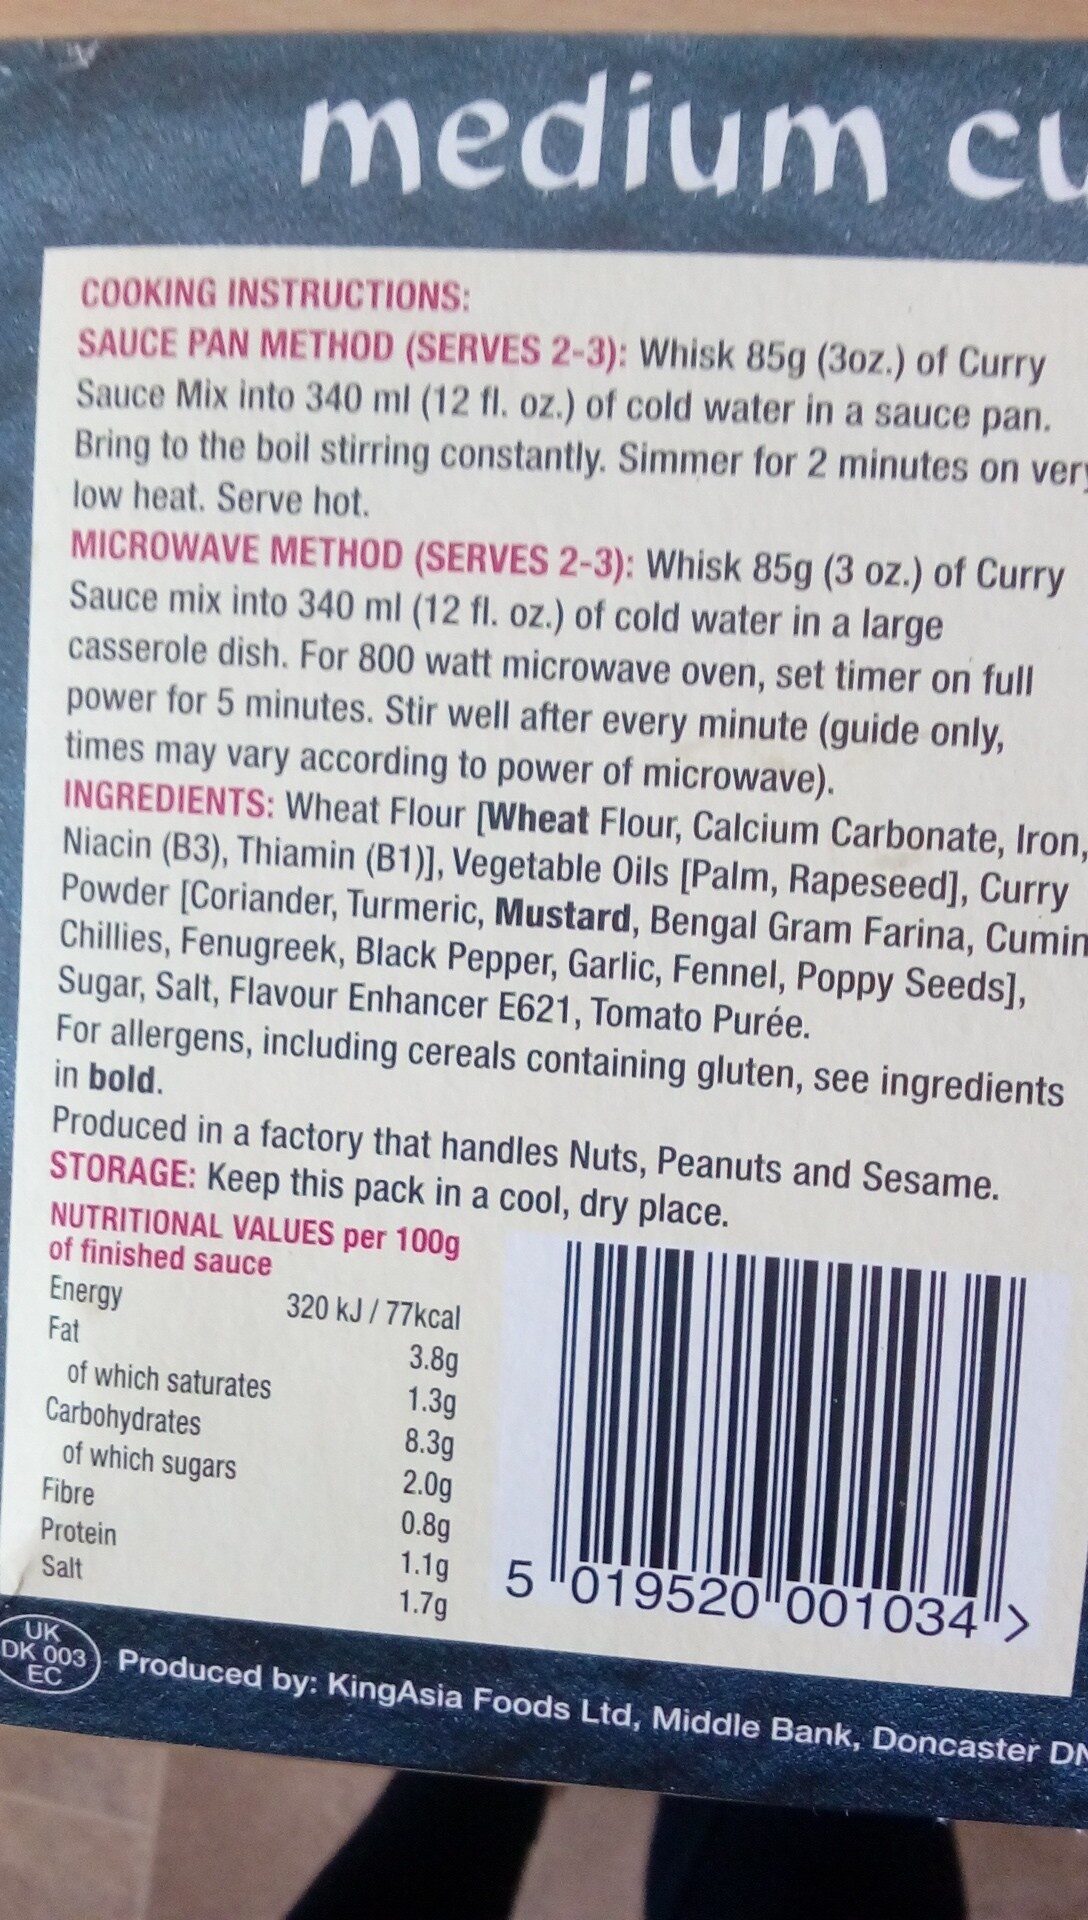 medium cu
COOKING INSTRUCTIONS:
SAUCE PAN METHOD (SERVES 2-3): Whisk 85g (3oz.) of Curry
Sauce Mix into 340 ml (12 fl. oz.) of cold water in a sauce pan.
Bring to the boil stirring constantly. Simmer for 2 minutes on very
low heat. Serve hot.
MICROWAVE METHOD (SERVES 2-3): Whisk 85g (3 oz.) of Curry
Sauce mix into 340 ml (12 fl. oz.) of cold water in a large
casserole dish. For 800 watt microwave oven, set timer on full
power for 5 minutes. Stir well after every minute (guide only,
times may vary according to power of microwave).
INGREDIENTS: Wheat Flour [Wheat Flour, Calcium Carbonate, Iron,
Niacin (B3), Thiamin (B1)], Vegetable Oils [Palm, Rapeseed], Curry
Powder [Coriander, Turmeric, Mustard, Bengal Gram Farina, Cumin
Chillies, Fenugreek, Black Pepper, Garlic, Fennel, Poppy Seeds],
Sugar, Salt, Flavour Enhancer E621, Tomato Purée.
For allergens, including cereals containing gluten, see ingredients
in bold.
Produced in a factory that handles Nuts, Peanuts and Sesame.
STORAGE: Keep this pack in a cool, dry place.
NUTRITIONAL VALUES per 100g
of finished sauce
Energy 320 kJ / 77kcal
Fat 3.8g
of which saturates 1.3g
Carbohydrates 8.3g
of which sugars 2.0g
Fibre 0.8g
Protein 1.1g
Salt 1.7g
5 019520 001034 >
UK
DK 003
EC
Produced by: KingAsia Foods Ltd, Middle Bank, Doncaster DN